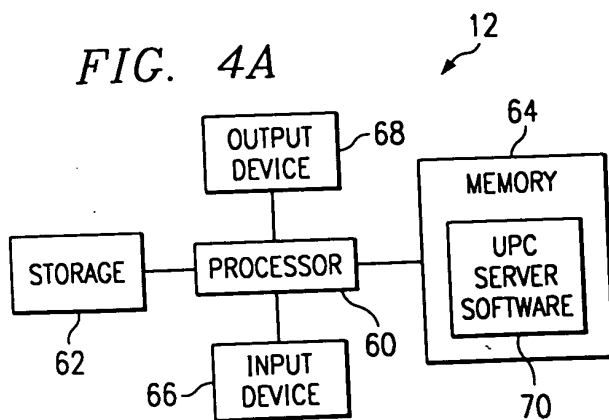 FIG. 4A
12
OUTPUT
DEVICE
68
64
MEMORY
STORAGE
PROCESSOR
UPC
SERVER
SOFTWARE
62
60
66
INPUT
DEVICE
70